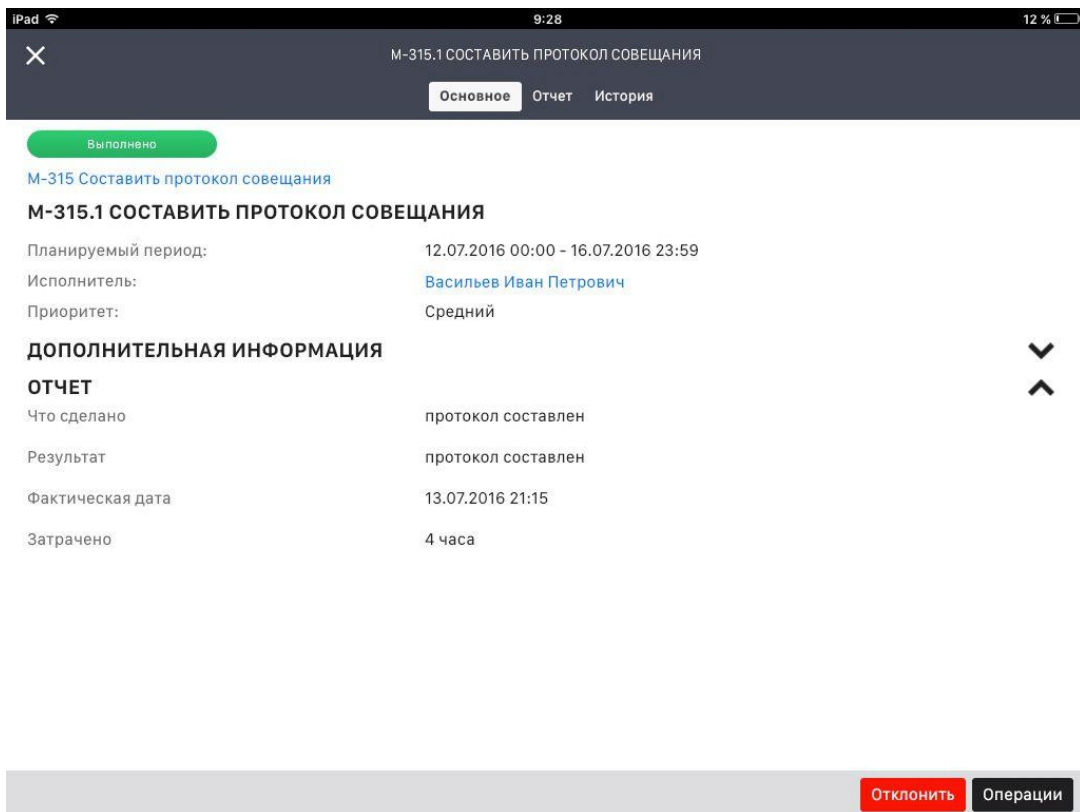 iPad 9:28 12 %
М-315.1 СОСТАВИТЬ ПРОТОКОЛ СОВЕЩАНИЯ
Основное Отчет История
Выполнено
М-315 Составить протокол совещания
М-315.1 СОСТАВИТЬ ПРОТОКОЛ СОВЕЩАНИЯ
Планируемый период: 12.07.2016 00:00 - 16.07.2016 23:59
Исполнитель: Васильев Иван Петрович
Приоритет: Средний
ДОПОЛНИТЕЛЬНАЯ ИНФОРМАЦИЯ
ОТЧЕТ
Что сделано протокол составлен
Результат протокол составлен
Фактическая дата 13.07.2016 21:15
Затрачено 4 часа
Отклонить Операции